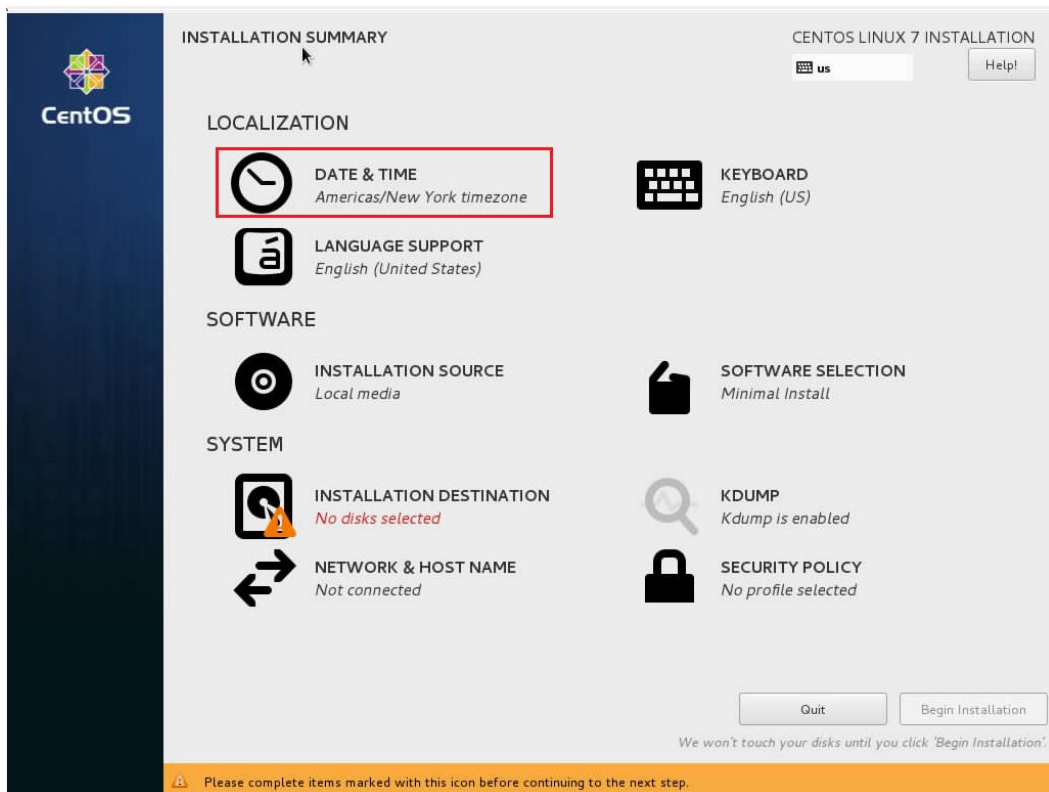 INSTALLATION SUMMARY
CENTOS LINUX 7 INSTALLATION
us
Help!
CentOS
LOCALIZATION
DATE & TIME
Americas/New York timezone
KEYBOARD
English (US)
á
LANGUAGE SUPPORT
English (United States)
SOFTWARE
INSTALLATION SOURCE
Local media
SOFTWARE SELECTION
Minimal Install
SYSTEM
INSTALLATION DESTINATION
No disks selected
KDUMP
Kdump is enabled
NETWORK & HOST NAME
Not connected
SECURITY POLICY
No profile selected
Quit
Begin Installation
We won't touch your disks until you click 'Begin Installation'.
Please complete items marked with this icon before continuing to the next step.